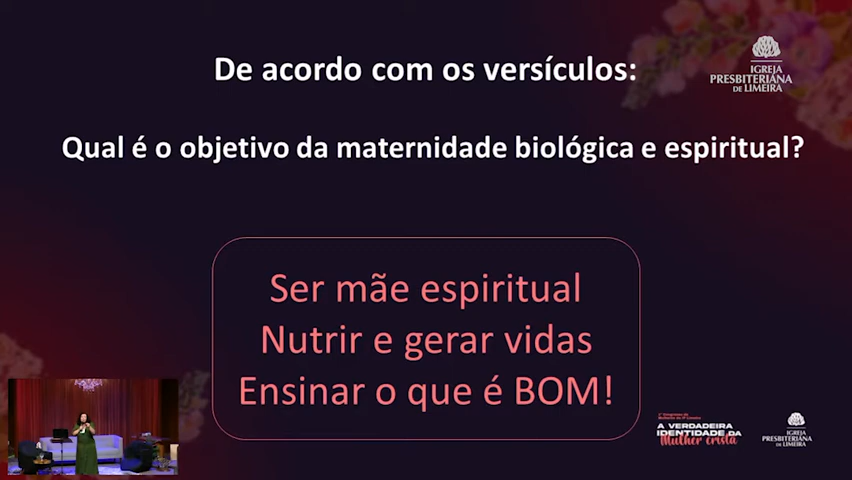 De acordo com os versículos:
IGREJA
PRESBITERIANA
DE LIMEIRA
Qual é o objetivo da maternidade biológica e espiritual?
Ser mãe espiritual
Nutrir e gerar vidas
Ensinar o que é BOM!
A VERDADEIRA
IDENTIDADE DA
Mulher cristã
IGREJA
PRESBITERIANA
DE LIMEIRA